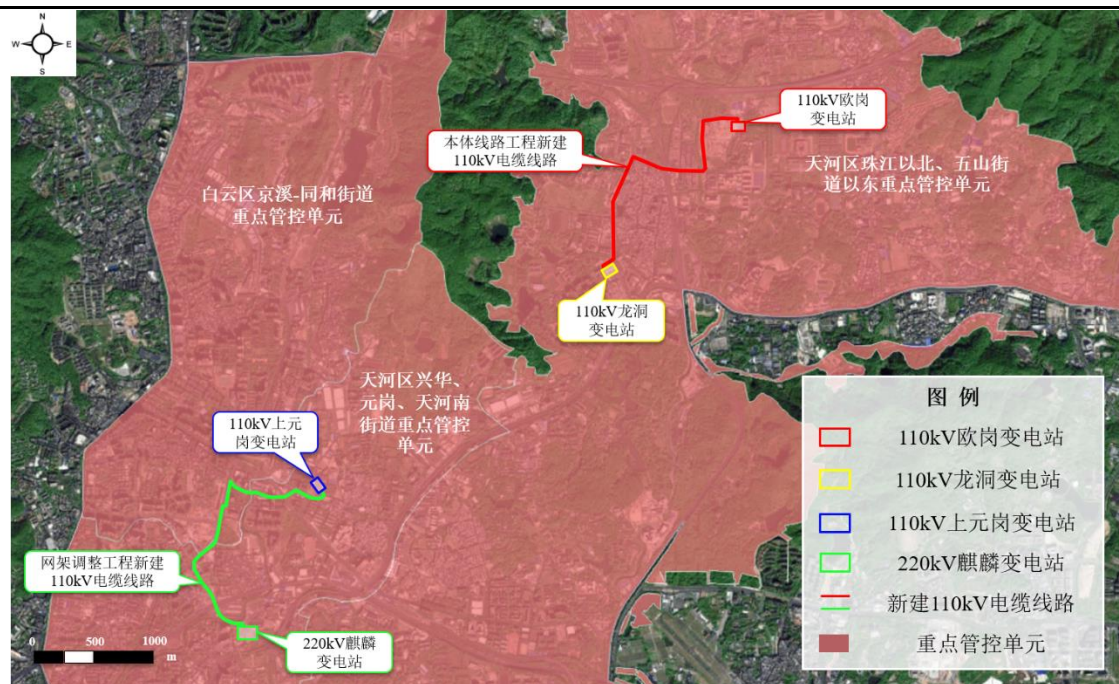 N
W
E
S
110kV欧岗
变电站
本体线路工程新建
110kV电缆线路
天河区珠江以北、五山街
道以东重点管控单元
白云区京溪-同和街道
重点管控单元
110kV龙洞
变电站
天河区兴华、
元岗、天河南
街道重点管控
单元
110kV上元
岗变电站
网架调整工程新建
110kV电缆线路
220kV麒麟
变电站
0
500
1000
m
图 例
110kV欧岗变电站
110kV龙洞变电站
110kV上元岗变电站
220kV麒麟变电站
新建110kV电缆线路
重点管控单元